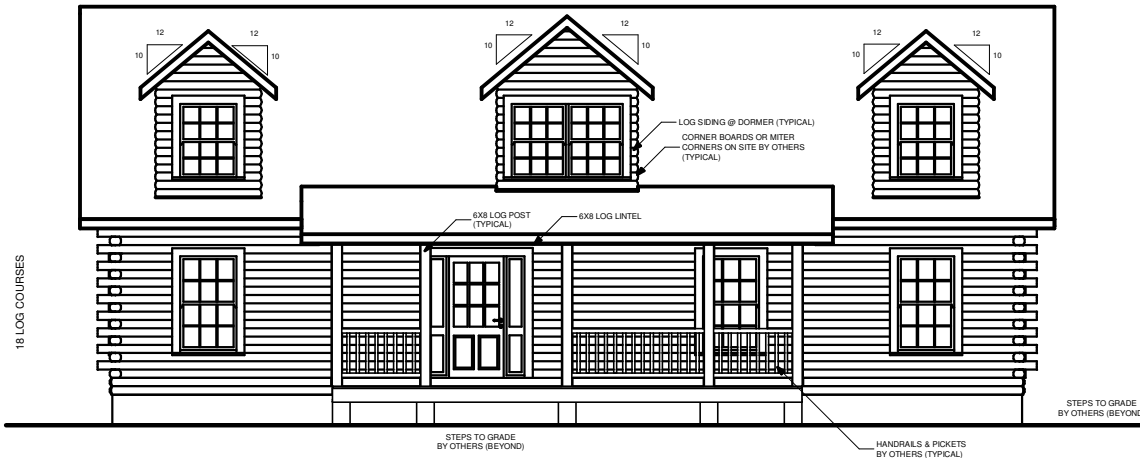 12
12
10
10
12
12
10
10
12
12
10
10
LOG SIDING @ DORMER (TYPICAL)
CORNER BOARDS OR MITER
CORNERS ON SITE BY OTHERS
(TYPICAL)
6X8 LOG POST
(TYPICAL)
6X8 LOG LINTEL
18 LOG COURSES
STEPS TO GRADE
BY OTHERS (BEYOND)
HANDRAILS & PICKETS
BY OTHERS (TYPICAL)
STEPS TO GRADE
BY OTHERS (BEYOND